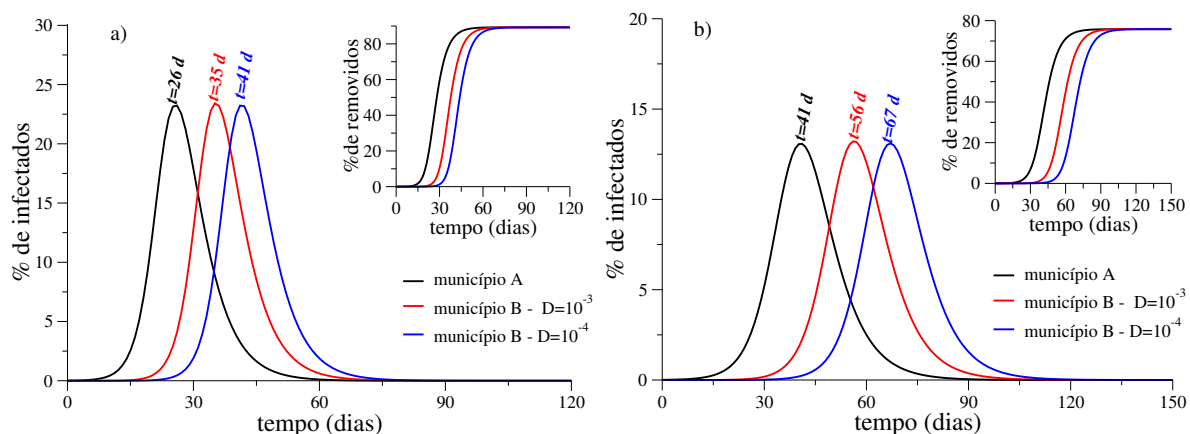 a)
30
25
20
15
10
5
0
% de infectados
t=26 d
t=35 d
t=41 d
80
60
40
20
0
%de removidos
0 30 60 90 120
tempo (dias)
município A
município B - D=10⁻³
município B - D=10⁻⁴
0 30 60 90 120
tempo (dias)
b)
20
15
10
5
0
% de infectados
t=41 d
t=56 d
t=67 d
80
60
40
20
0
% de removidos
0 30 60 90 120 150
tempo (dias)
município A
município B - D=10⁻³
município B - D=10⁻⁴
0 30 60 90 120 150
tempo (dias)